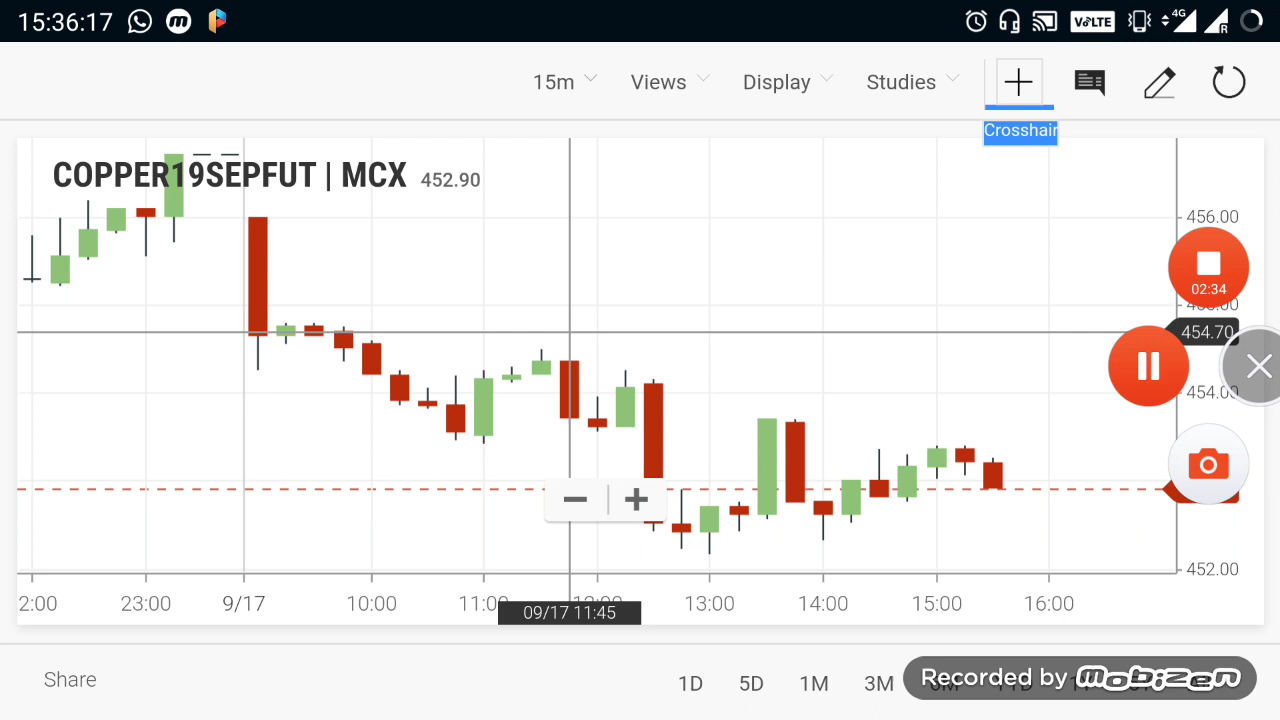 15:36:17 VoLTE 4G R
15m Views Display Studies
Crosshair
COPPER19SEPFUT | MCX 452.90
456.00
02:34
454.70
454.00
452.00
2:00 23:00 9/17 10:00 11:00 13:00 14:00 15:00 16:00
09/17 11:45
Share 1D 5D 1M 3M
Recorded by mobizen